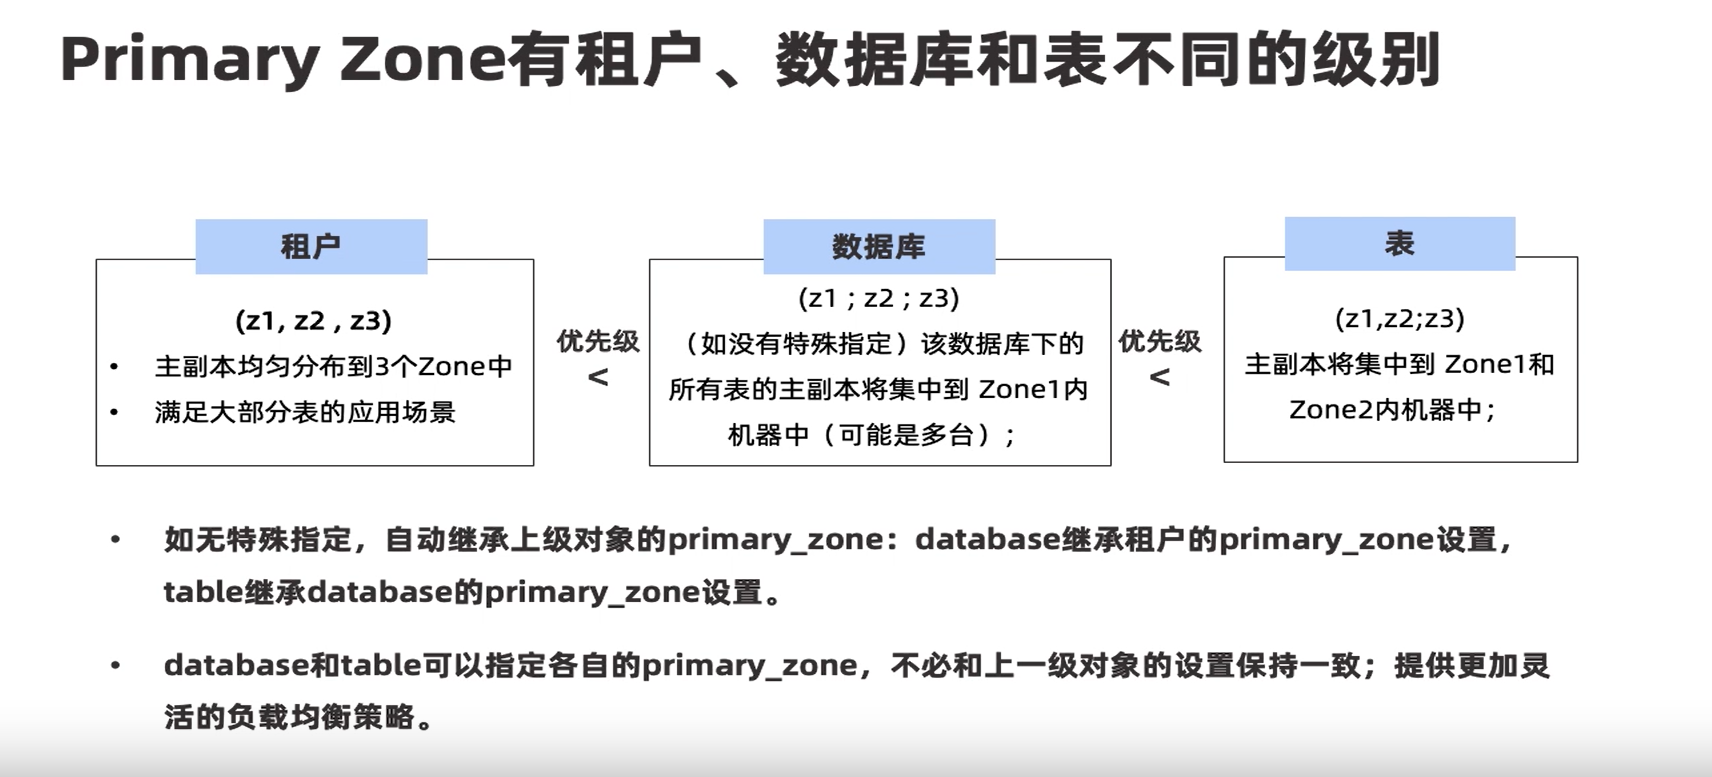 Primary Zone有租户、数据库和表不同的级别
租户
(z1, z2 , z3)
• 主副本均匀分布到3个Zone中
• 满足大部分表的应用场景
优先级
<
数据库
(z1 ; z2 ; z3)
（如没有特殊指定）该数据库下的
所有表的主副本将集中到 Zone1内
机器中（可能是多台）;
优先级
<
表
(z1,z2;z3)
主副本将集中到 Zone1和
Zone2内机器中;
• 如无特殊指定，自动继承上级对象的primary_zone：database继承租户的primary_zone设置，
table继承database的primary_zone设置。
• database和table可以指定各自的primary_zone，不必和上一级对象的设置保持一致；提供更加灵
活的负载均衡策略。